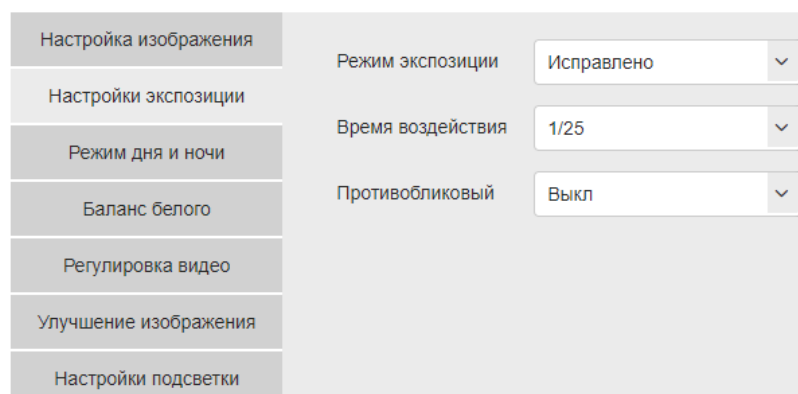 Настройка изображения
Настройки экспозиции
Режим дня и ночи
Баланс белого
Регулировка видео
Улучшение изображения
Настройки подсветки
Режим экспозиции Исправлено
Время воздействия 1/25
Противобликовый Выкл